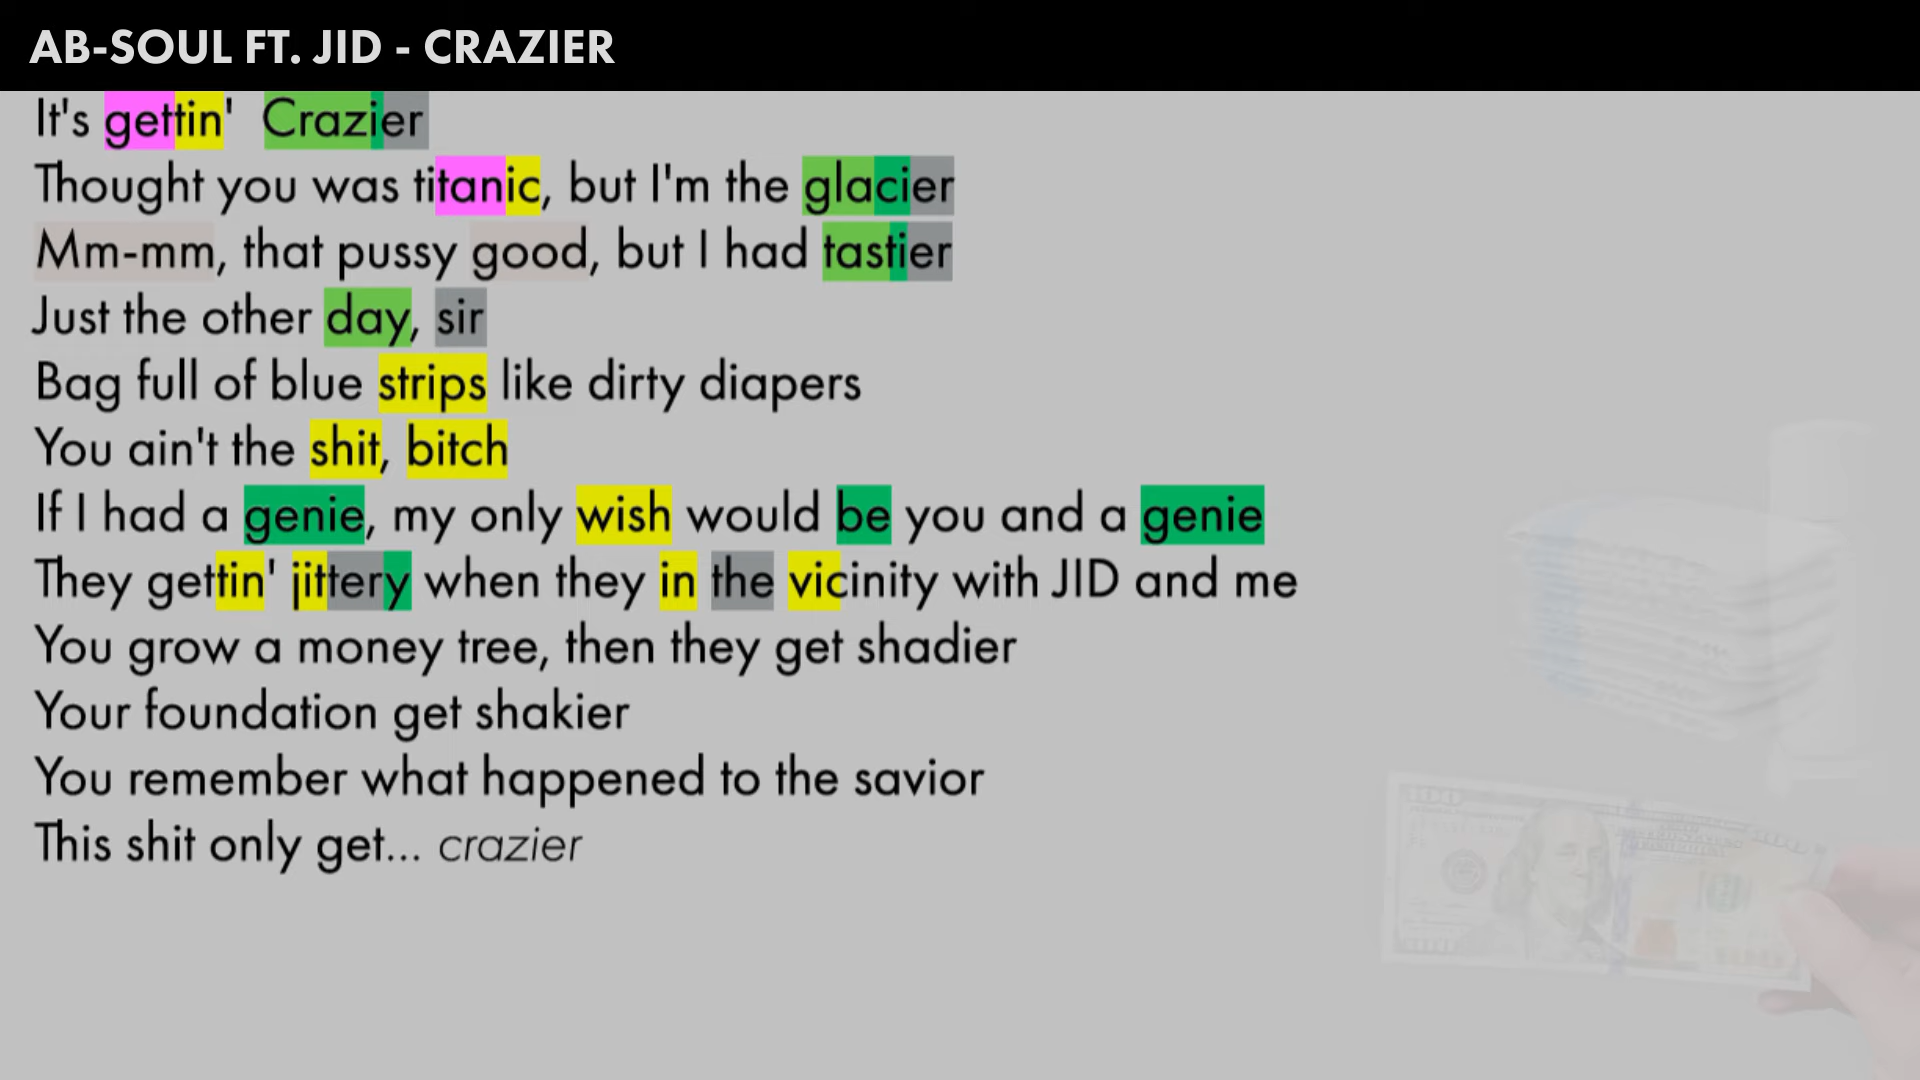 AB-SOUL FT. JID - CRAZIER
It's gettin' Crazier
Thought you was titanic, but I'm the glacier
Mm-mm, that pussy good, but I had tastier
Just the other day, sir
Bag full of blue strips like dirty diapers
You ain't the shit, bitch
If I had a genie, my only wish would be you and a genie
They gettin' jittery when they in the vicinity with JID and me
You grow a money tree, then they get shadier
Your foundation get shakier
You remember what happened to the savior
This shit only get... crazier
100